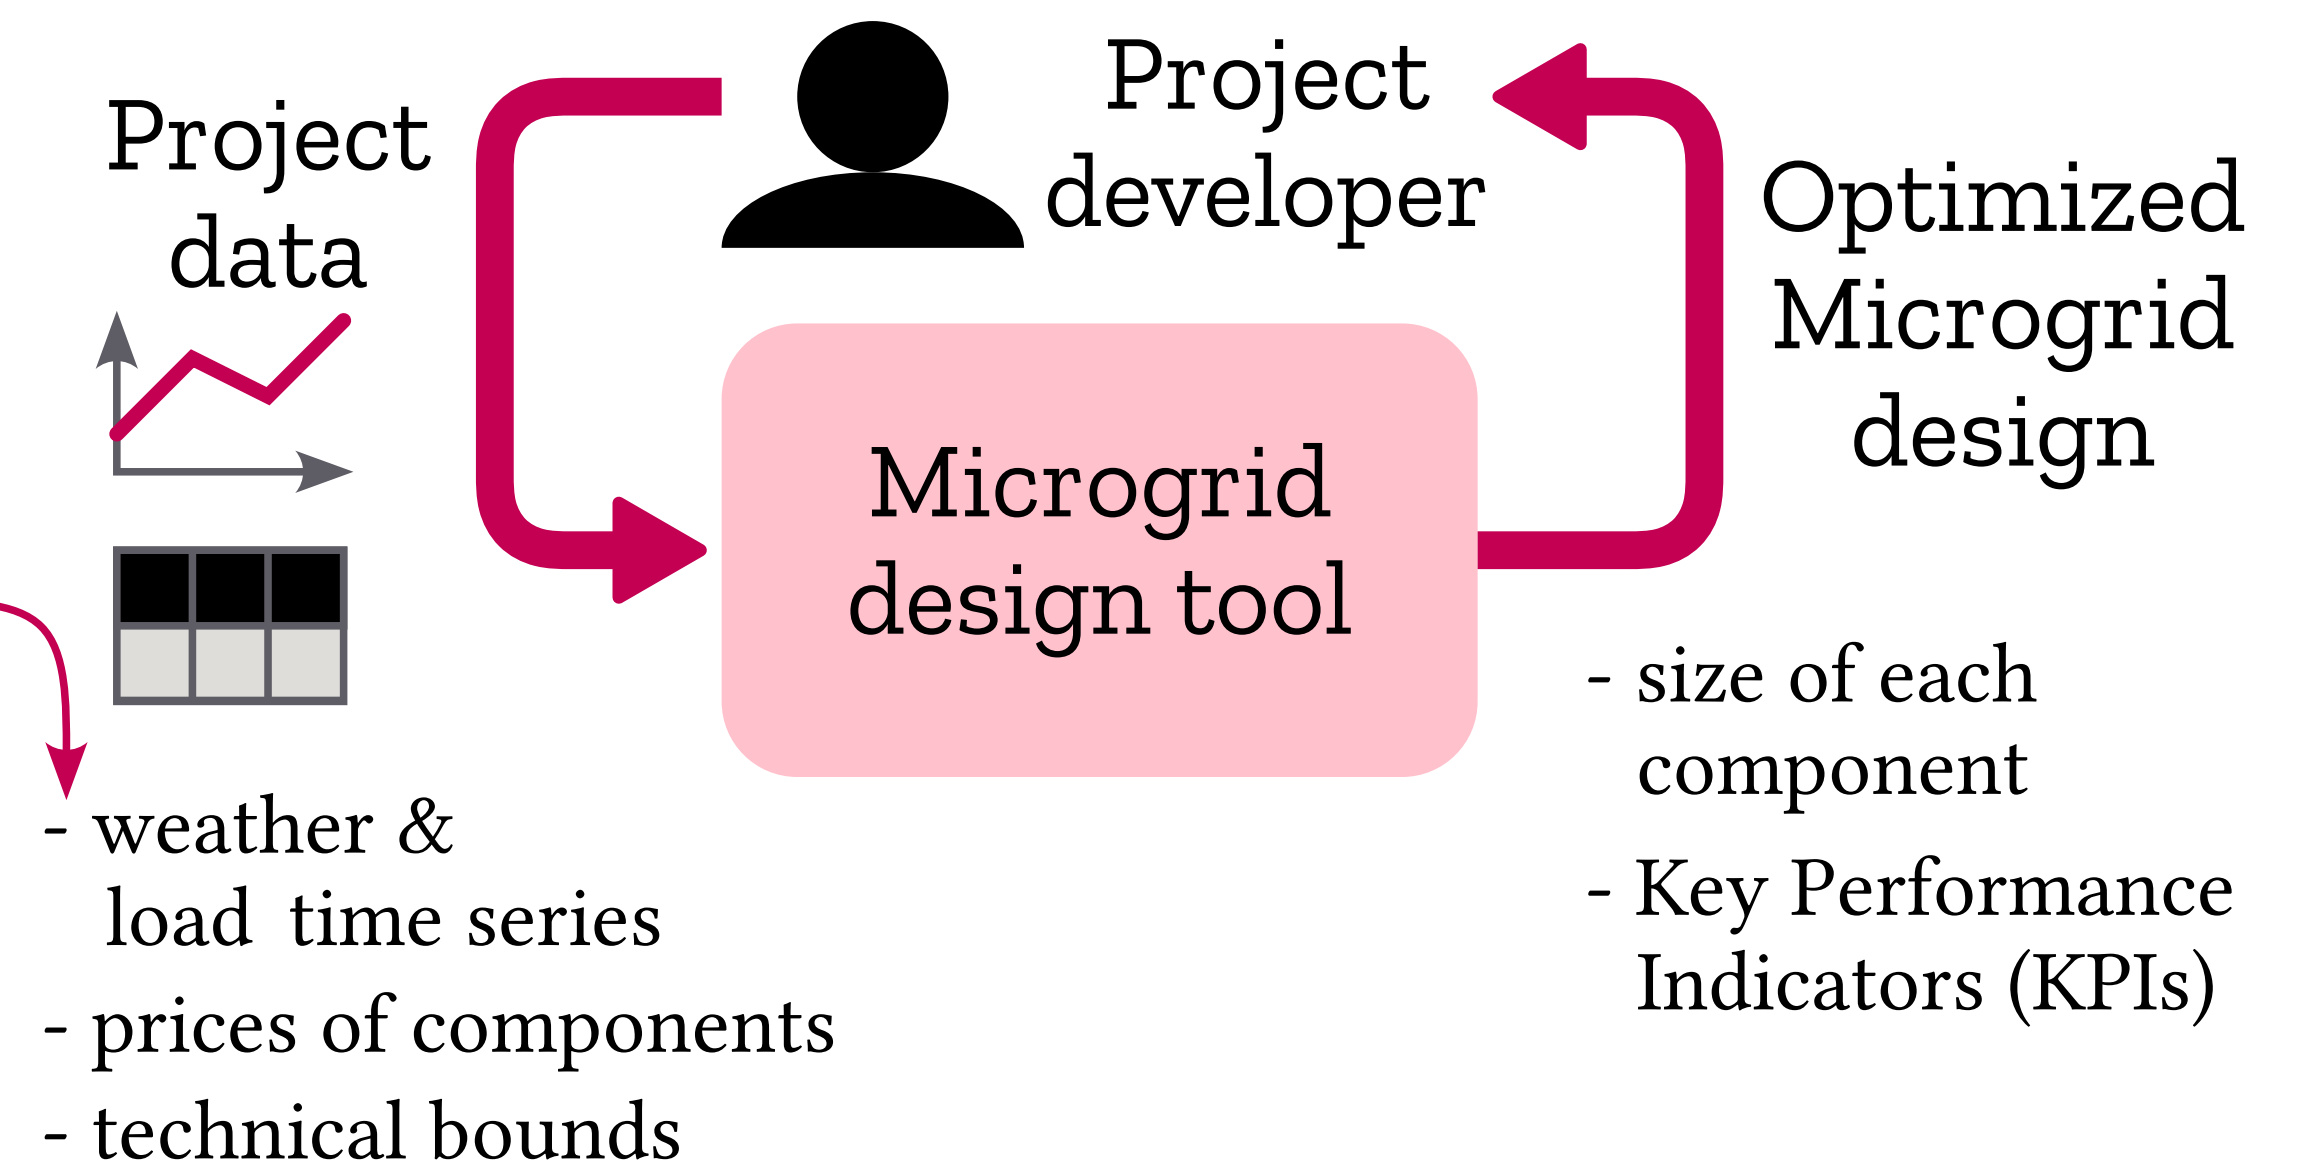 Project
data
Project
developer
Optimized
Microgrid
design
Microgrid
design tool
- weather &
load time series
- prices of components
- technical bounds
- size of each
component
- Key Performance
Indicators (KPIs)